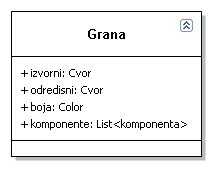 Grana
+ izvorni: Cvor
+ odredisni: Cvor
+ boja: Color
+ komponente: List<komponenta>